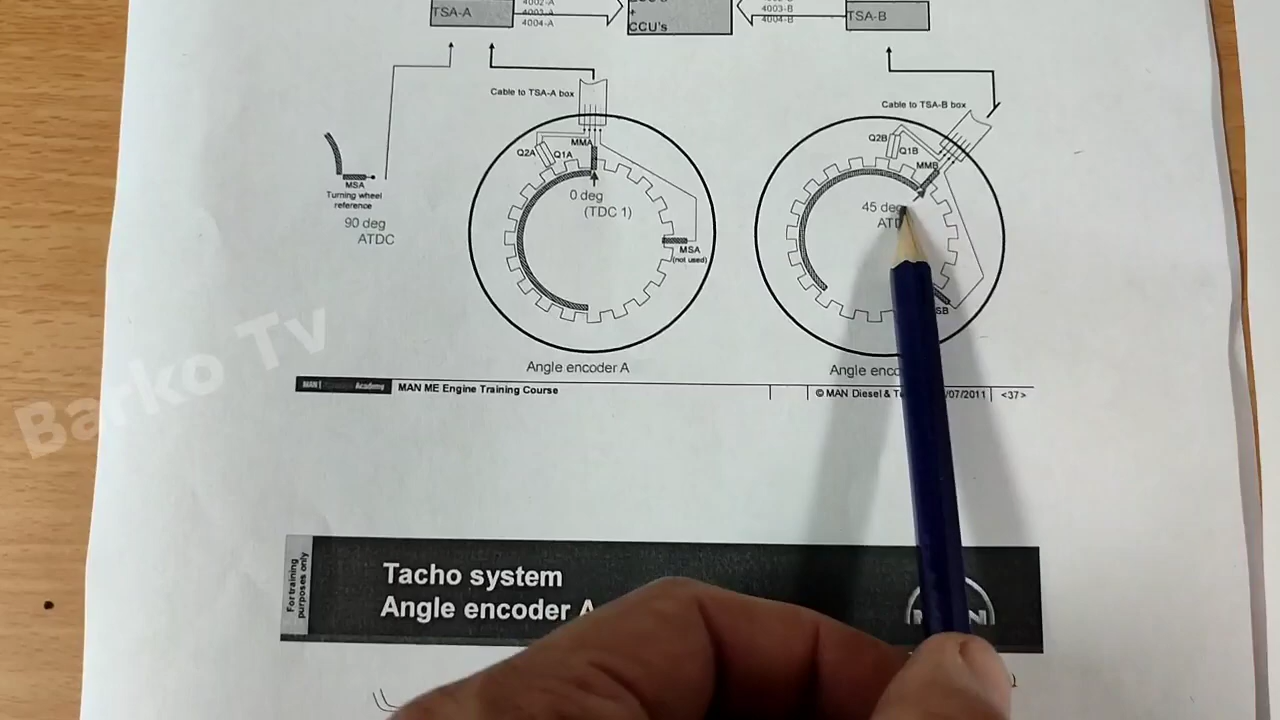 TSA-A
4002-A
4003-A
4004-A
+
CCU's
4003-B
4004-B
TSA-B
Cable to TSA-A box
Cable to TSA-B box
Q2A
Q1A
MMA
MSA
Turning wheel
reference
90 deg
ATDC
0 deg
(TDC 1)
MSA
(not used)
Q2B
Q1B
MMB
45 deg
ATD
SB
Angle encoder A
Angle enco
MAN | Academy
MAN ME Engine Training Course
© MAN Diesel & Tu /07/2011
<37>
For training
purposes only
Tacho system
Angle encoder A
Barko Tv